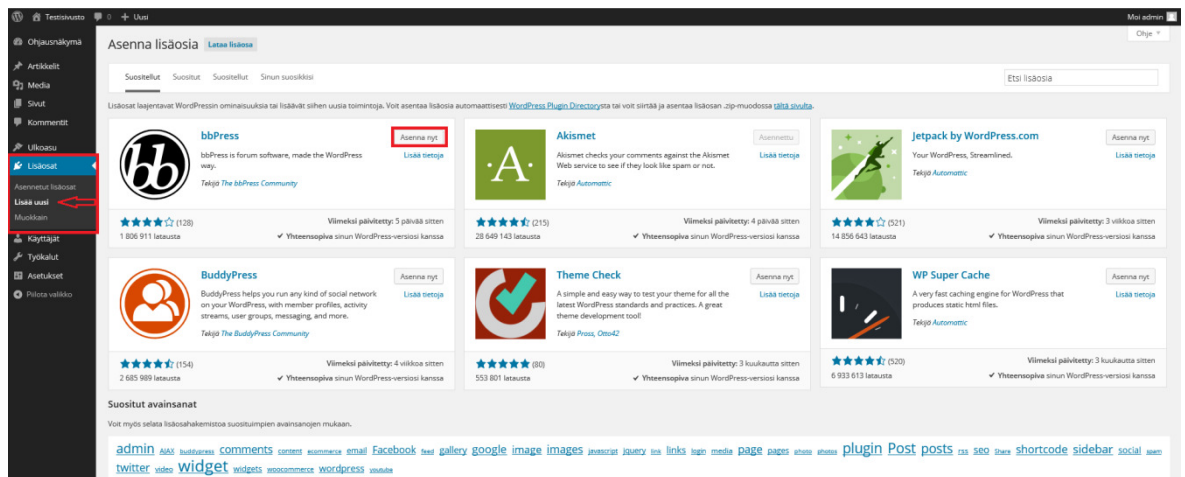 Testisivusto 0 + Uusi Moi admin
Ohje
Ohjausnäkymä
Artikkelit
Media
Sivut
Kommentit
Ulkoasu
Lisäosat
Asennetut lisäosat
Lisää uusi
Muokkain
Käyttäjät
Työkalut
Asetukset
Piilota valikko
Asenna lisäosia Lataa lisäosa
Suositellut Suositut Suositellut Sinun suosikkisi
Etsi lisäosia
Lisäosat laajentavat WordPressin ominaisuuksia tai lisäävät siihen uusia toimintoja. Voit asentaa lisäosia automaattisesti WordPress Plugin Directorysta tai voit siirtää ja asentaa lisäosan .zip-muodossa tältä sivulta.
bbPress
Asenna nyt
Lisää tietoja
bbPress is forum software, made the WordPress
way.
Tekijä The bbPress Community
(128)
1 806 911 latausta
Viimeksi päivitetty: 5 päivää sitten
✔ Yhteensopiva sinun WordPress-versiosi kanssa
·A·
Akismet
Asennettu
Lisää tietoja
Akismet checks your comments against the Akismet
Web service to see if they look like spam or not.
Tekijä Automattic
(215)
28 649 143 latausta
Viimeksi päivitetty: 4 päivää sitten
✔ Yhteensopiva sinun WordPress-versiosi kanssa
Jetpack by WordPress.com
Asenna nyt
Lisää tietoja
Your WordPress, Streamlined.
Tekijä Automattic
(521)
14 856 643 latausta
Viimeksi päivitetty: 3 viikkoa sitten
✔ Yhteensopiva sinun WordPress-versiosi kanssa
BuddyPress
Asenna nyt
Lisää tietoja
BuddyPress helps you run any kind of social network
on your WordPress, with member profiles, activity
streams, user groups, messaging, and more.
Tekijä The BuddyPress Community
(154)
2 685 989 latausta
Viimeksi päivitetty: 4 viikkoa sitten
✔ Yhteensopiva sinun WordPress-versiosi kanssa
Theme Check
Asenna nyt
Lisää tietoja
A simple and easy way to test your theme for all the
latest WordPress standards and practices. A great
theme development tool!
Tekijä Pross, Otto42
(80)
553 801 latausta
Viimeksi päivitetty: 3 kuukautta sitten
✔ Yhteensopiva sinun WordPress-versiosi kanssa
WP Super Cache
Asenna nyt
Lisää tietoja
A very fast caching engine for WordPress that
produces static html files.
Tekijä Automattic
(520)
6 933 613 latausta
Viimeksi päivitetty: 3 kuukautta sitten
✔ Yhteensopiva sinun WordPress-versiosi kanssa
Suositut avainsanat
Voit myös selata lisäosahakemistoa suosituimpien avainsanojen mukaan.
admin AJAX buddypress comments content ecommerce email Facebook feed gallery google image images javascript jquery link links login media page pages photo photos plugin Post posts rss seo Share shortcode sidebar social spam
twitter video widget widgets woocommerce wordpress youtube